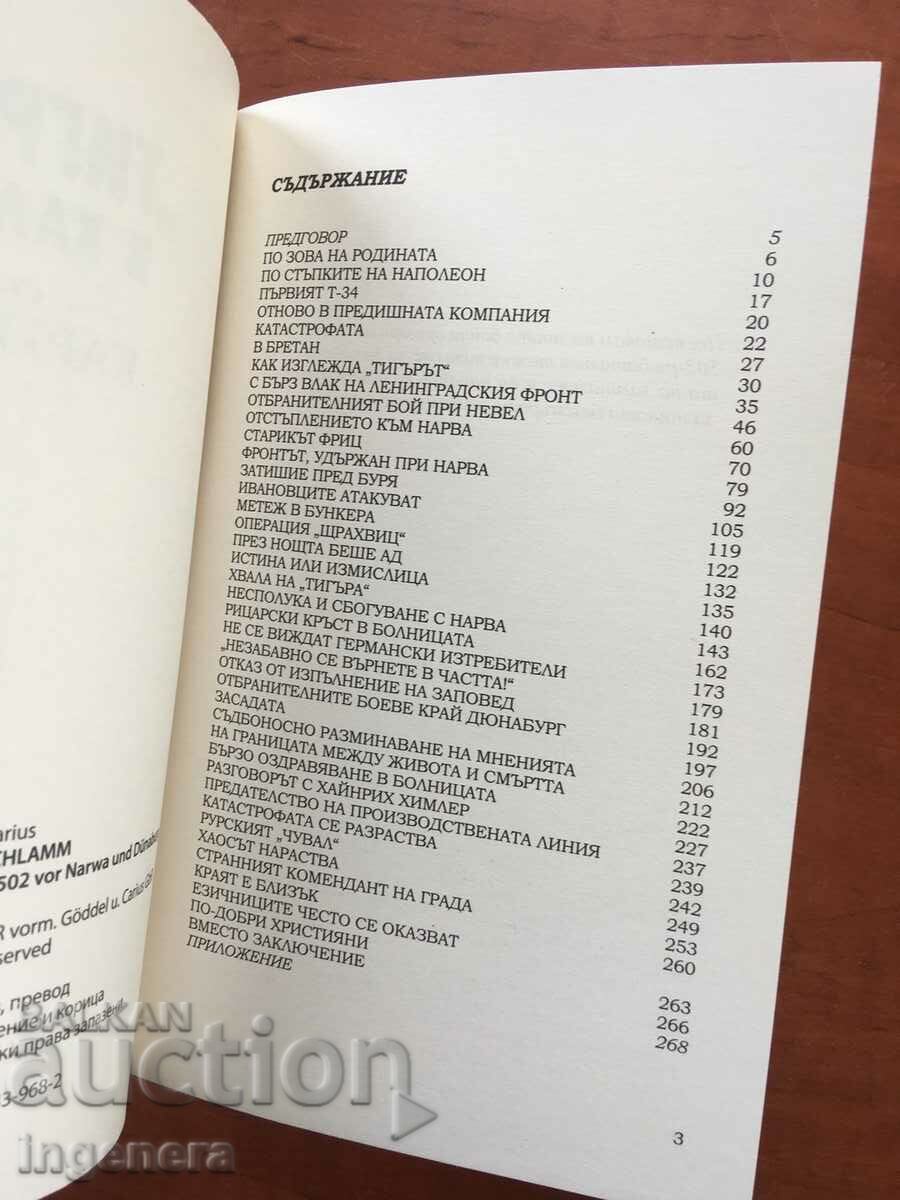 arius
CHLAMM
502 vor Narwa und Düna
R vorm. Göddel u. Carius
served
превод
ение и корица
ки права запазени
3-968-2
СЪДЪРЖАНИЕ
ПРЕДГОВОР 5
ПО ЗОВА НА РОДИНАТА 6
ПО СТЪПКИТЕ НА НАПОЛЕОН 10
ПЪРВИЯТ Т-34 17
ОТНОВО В ПРЕДИШНАТА КОМПАНИЯ 20
КАТАСТРОФАТА 22
В БРЕТАН 27
КАК ИЗГЛЕЖДА „ТИГЪРЪТ“ 30
С БЪРЗ ВЛАК НА ЛЕНИНГРАДСКИЯ ФРОНТ 35
ОТБРАНИТЕЛНИЯТ БОЙ ПРИ НЕВЕЛ 46
ОТСТЪПЛЕНИЕТО КЪМ НАРВА 60
СТАРИКЪТ ФРИЦ 70
ФРОНТЪТ, УДЪРЖАН ПРИ НАРВА 79
ЗАТИШИЕ ПРЕД БУРЯ 92
ИВАНОВЦИТЕ АТАКУВАТ 105
МЕТЕЖ В БУНКЕРА 119
ОПЕРАЦИЯ „ЩРАХВИЦ“ 122
ПРЕЗ НОЩТА БЕШЕ АД 132
ИСТИНА ИЛИ ИЗМИСЛИЦА 135
ХВАЛА НА „ТИГЪРА“ 140
НЕСПОЛУКА И СБОГУВАНЕ С НАРВА 143
РИЦАРСКИ КРЪСТ В БОЛНИЦАТА 162
НЕ СЕ ВИЖДАТ ГЕРМАНСКИ ИЗТРЕБИТЕЛИ 173
„НЕЗАБАВНО СЕ ВЪРНЕТЕ В ЧАСТТА!“ 179
ОТКАЗ ОТ ИЗПЪЛНЕНИЕ НА ЗАПОВЕД 181
ОТБРАНИТЕЛНИТЕ БОЕВЕ КРАЙ ДЮНАБУРГ 192
ЗАСАДАТА 197
СЪДБОНОСНО РАЗМИНАВАНЕ НА МНЕНИЯТА 206
НА ГРАНИЦАТА МЕЖДУ ЖИВОТА И СМЪРТТА 212
БЪРЗО ОЗДРАВЯВАНЕ В БОЛНИЦАТА 222
РАЗГОВОРЪТ С ХАЙНРИХ ХИМЛЕР 227
ПРЕДАТЕЛСТВО НА ПРОИЗВОДСТВЕНАТА ЛИНИЯ 237
КАТАСТРОФАТА СЕ РАЗРАСТВА 239
РУРСКИЯТ „ЧУВАЛ“ 242
ХАОСЪТ НАРАСТВА 249
СТРАННИЯТ КОМЕНДАНТ НА ГРАДА 253
КРАЯТ Е БЛИЗЪК 260
ЕЗИЧНИЦИТЕ ЧЕСТО СЕ ОКАЗВАТ
ПО-ДОБРИ ХРИСТИЯНИ 263
ВМЕСТО ЗАКЛЮЧЕНИЕ 266
ПРИЛОЖЕНИЕ 268
3
BALKAN
auction
ingenera